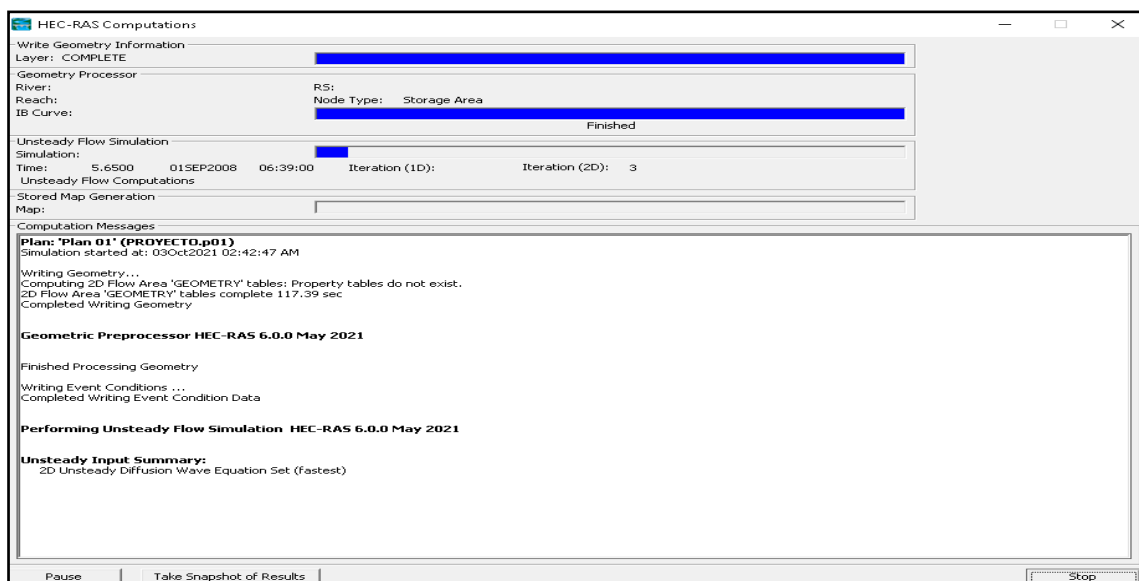 HEC-RAS Computations
Write Geometry Information
Layer: COMPLETE
Geometry Processor
River: RS:
Reach: Node Type: Storage Area
IB Curve:
Finished
Unsteady Flow Simulation
Simulation:
Time: 5.6500 01SEP2008 06:39:00 Iteration (1D): Iteration (2D): 3
Unsteady Flow Computations
Stored Map Generation
Map:
Computation Messages
Plan: 'Plan 01' (PROYECTO.p01)
Simulation started at: 03Oct2021 02:42:47 AM
Writing Geometry...
Computing 2D Flow Area 'GEOMETRY' tables: Property tables do not exist.
2D Flow Area 'GEOMETRY' tables complete 117.39 sec
Completed Writing Geometry
Geometric Preprocessor HEC-RAS 6.0.0 May 2021
Finished Processing Geometry
Writing Event Conditions ...
Completed Writing Event Condition Data
Performing Unsteady Flow Simulation HEC-RAS 6.0.0 May 2021
Unsteady Input Summary:
2D Unsteady Diffusion Wave Equation Set (fastest)
Pause Take Snapshot of Results Stop